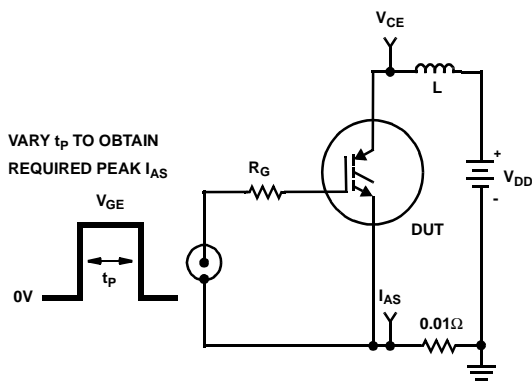 V_CE
L
VARY t_P TO OBTAIN
REQUIRED PEAK I_AS
R_G
+
V_DD
-
V_GE
DUT
t_P
0V
I_AS
0.01Ω